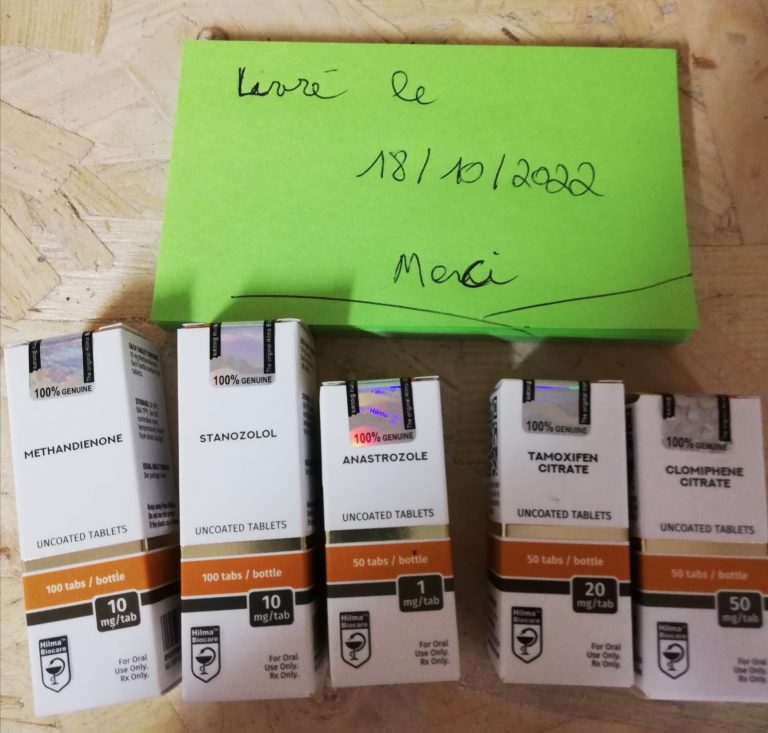 Livré le
18/10/2022
Merci
100% GENUINE
METHANDIENONE
UNCOATED TABLETS
100 tabs / bottle
10
mg/tab
Hilma™
Biocare
For Oral
Use Only.
Rx Only.
100% GENUINE
STANOZOLOL
UNCOATED TABLETS
100 tabs / bottle
10
mg/tab
Hilma™
Biocare
For Oral
Use Only.
Rx Only.
100% GENUINE
ANASTROZOLE
UNCOATED TABLETS
50 tabs / bottle
1
mg/tab
Hilma™
Biocare
For Oral
Use Only.
Rx Only.
100% GENUINE
TAMOXIFEN
CITRATE
UNCOATED TABLETS
50 tabs / bottle
20
mg/tab
Hilma™
Biocare
For Oral
Use Only.
Rx Only.
100% GENUINE
CLOMIPHENE
CITRATE
UNCOATED TABLETS
50 tabs / bottle
50
mg/tab
Hilma™
Biocare
For Oral
Use Only.
Rx Only.